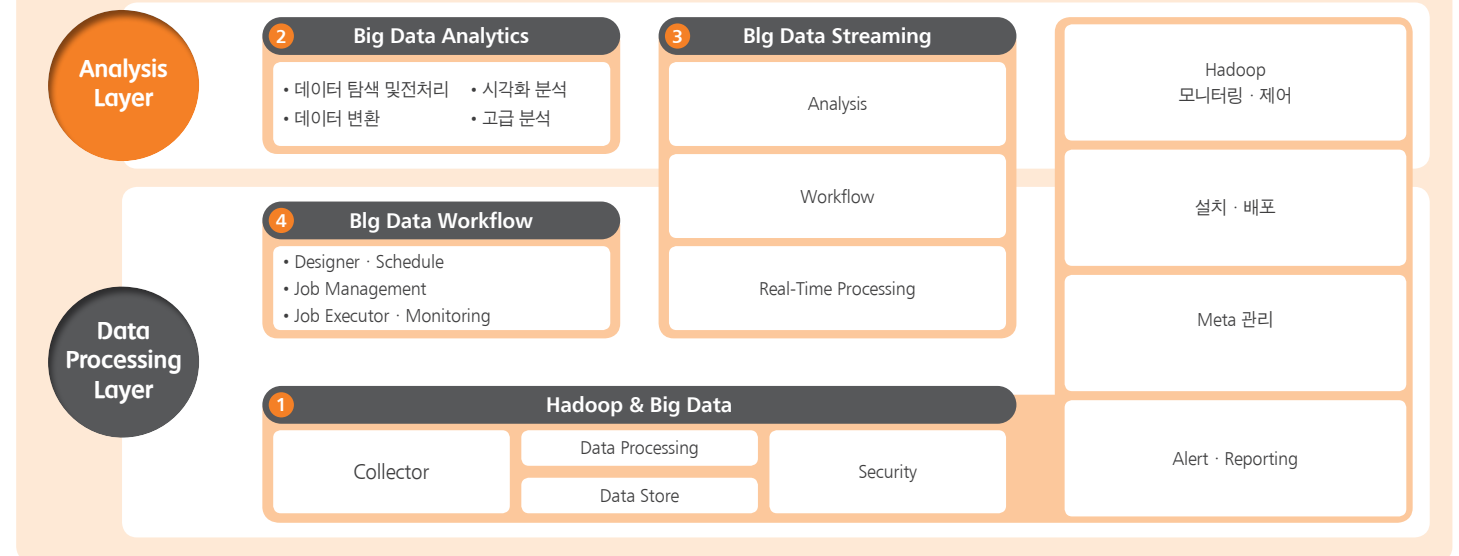 Analysis
Layer
2 Big Data Analytics
• 데이터 탐색 및전처리
• 시각화 분석
• 데이터 변환
• 고급 분석
3 BIg Data Streaming
Analysis
Workflow
Real-Time Processing
Hadoop
모니터링 · 제어
설치 · 배포
Meta 관리
Alert · Reporting
Data
Processing
Layer
4 BIg Data Workflow
• Designer · Schedule
• Job Management
• Job Executor · Monitoring
1 Hadoop & Big Data
Collector
Data Processing
Data Store
Security